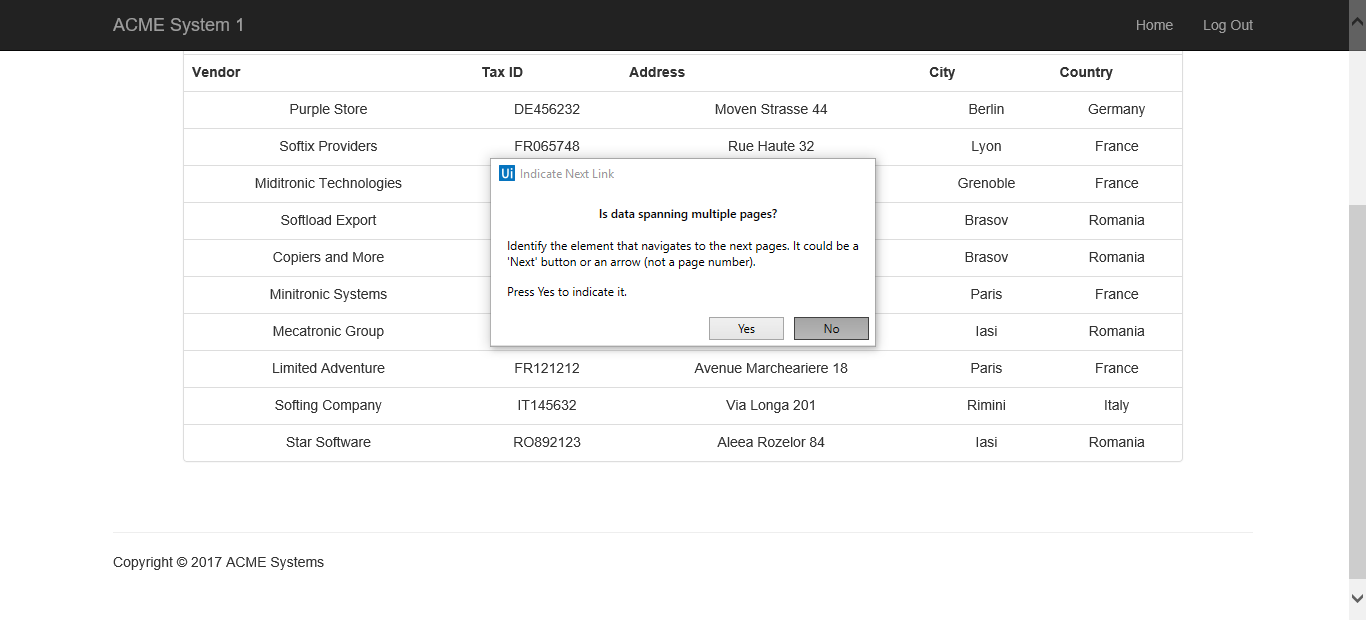 ACME System 1 Home Log Out
Vendor Tax ID Address City Country
Purple Store DE456232 Moven Strasse 44 Berlin Germany
Softix Providers FR065748 Rue Haute 32 Lyon France
Miditronic Technologies Grenoble France
Softload Export Brasov Romania
Copiers and More Brasov Romania
Minitronic Systems Paris France
Mecatronic Group Iasi Romania
Limited Adventure FR121212 Avenue Marcheariere 18 Paris France
Softing Company IT145632 Via Longa 201 Rimini Italy
Star Software RO892123 Aleea Rozelor 84 Iasi Romania
Ui Indicate Next Link
Is data spanning multiple pages?
Identify the element that navigates to the next pages. It could be a
'Next' button or an arrow (not a page number).
Press Yes to indicate it.
Yes No
Copyright © 2017 ACME Systems